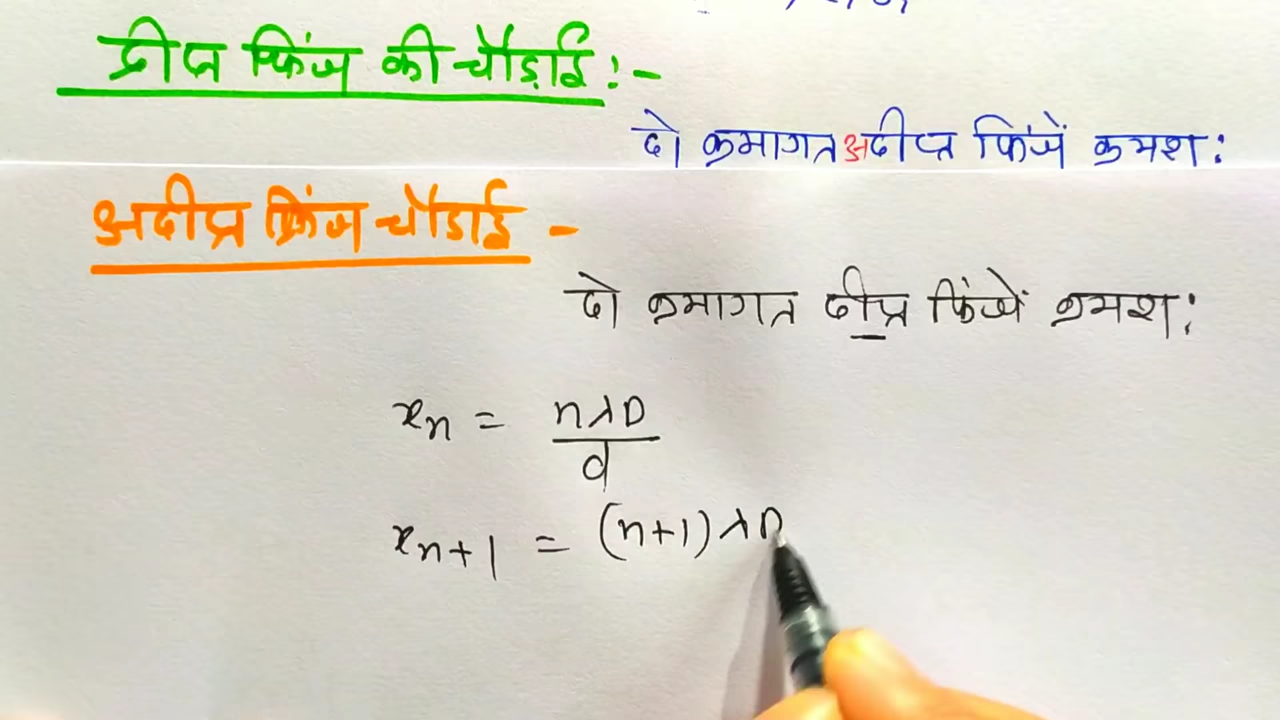 दीप्त फ्रिंज की चौड़ाई :-
दो क्रमागत अदीप्त फ्रिंजें क्रमश:
अदीप्त फ्रिंज चौडाई -
दो क्रमागत दीप्त फ्रिंजें क्रमश:
xn = nλD
d
xn+1 = (n+1) λD